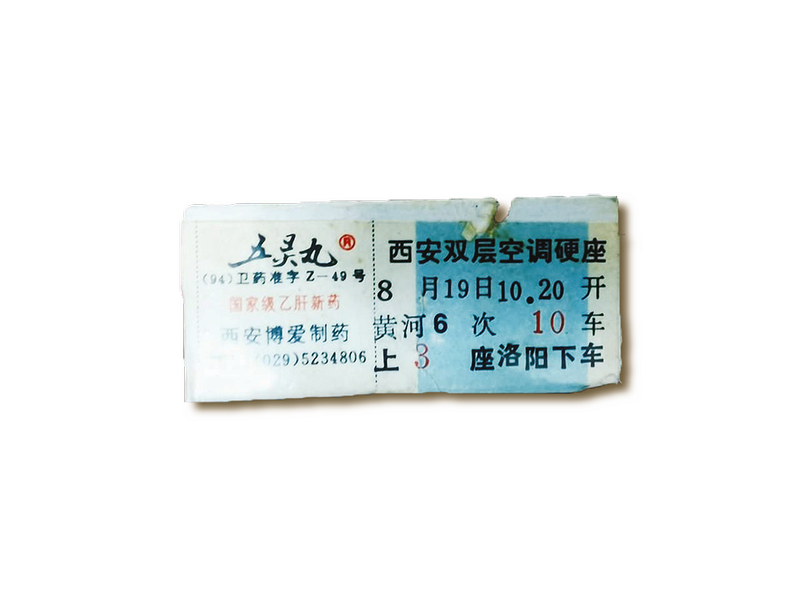 五灵丸
(94)卫药准字Z-49号
国家级乙肝新药
西安博爱制药
(029)5234806
西安双层空调硬座
8 月19日10.20 开
黄河6 次 10 车
上 3 座洛阳下车